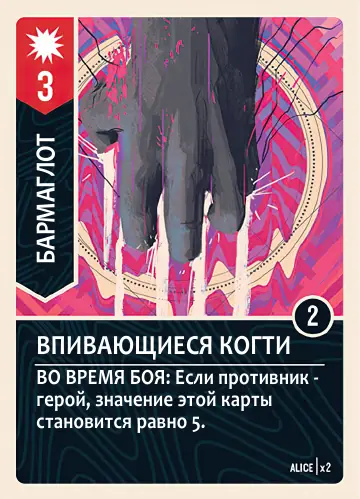 3
БАРМАГЛОТ
2
ВПИВАЮЩИЕСЯ КОГТИ
ВО ВРЕМЯ БОЯ: Если противник -
герой, значение этой карты
становится равно 5.
ALICE | x2